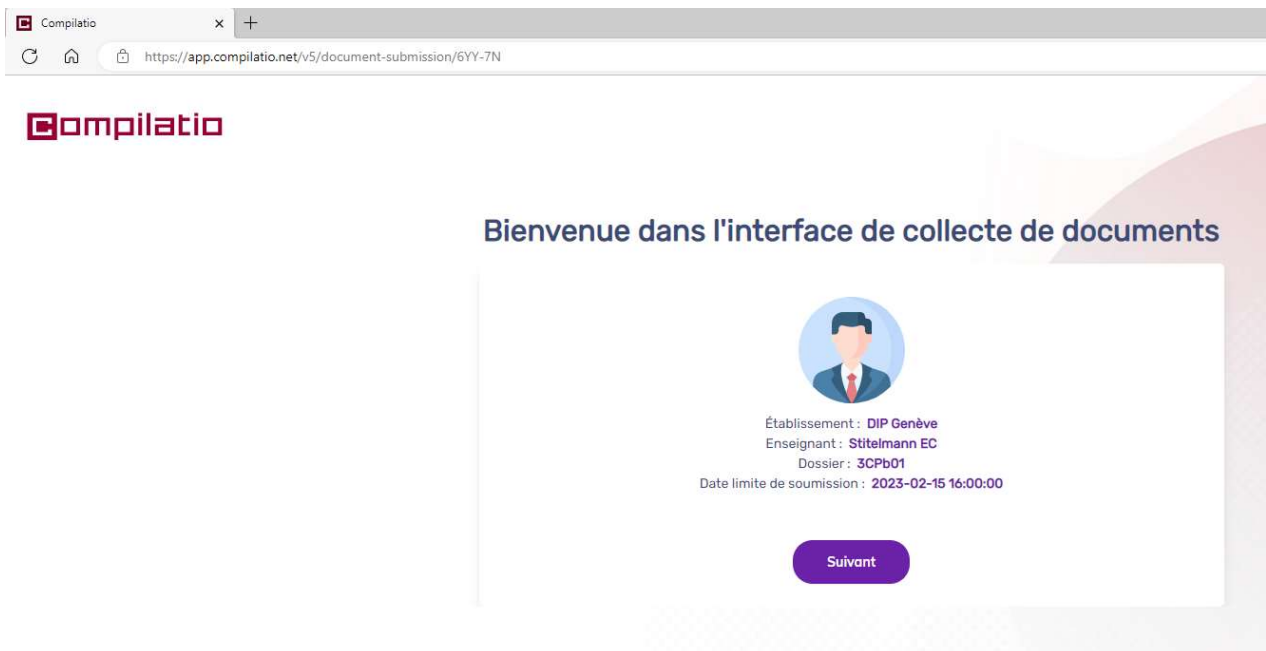 Compilatio
https://app.compilatio.net/v5/document-submission/6YY-7N
Compilatio
Bienvenue dans l'interface de collecte de documents
Établissement : DIP Genève
Enseignant : Stitelmann EC
Dossier : 3CPb01
Date limite de soumission : 2023-02-15 16:00:00
Suivant